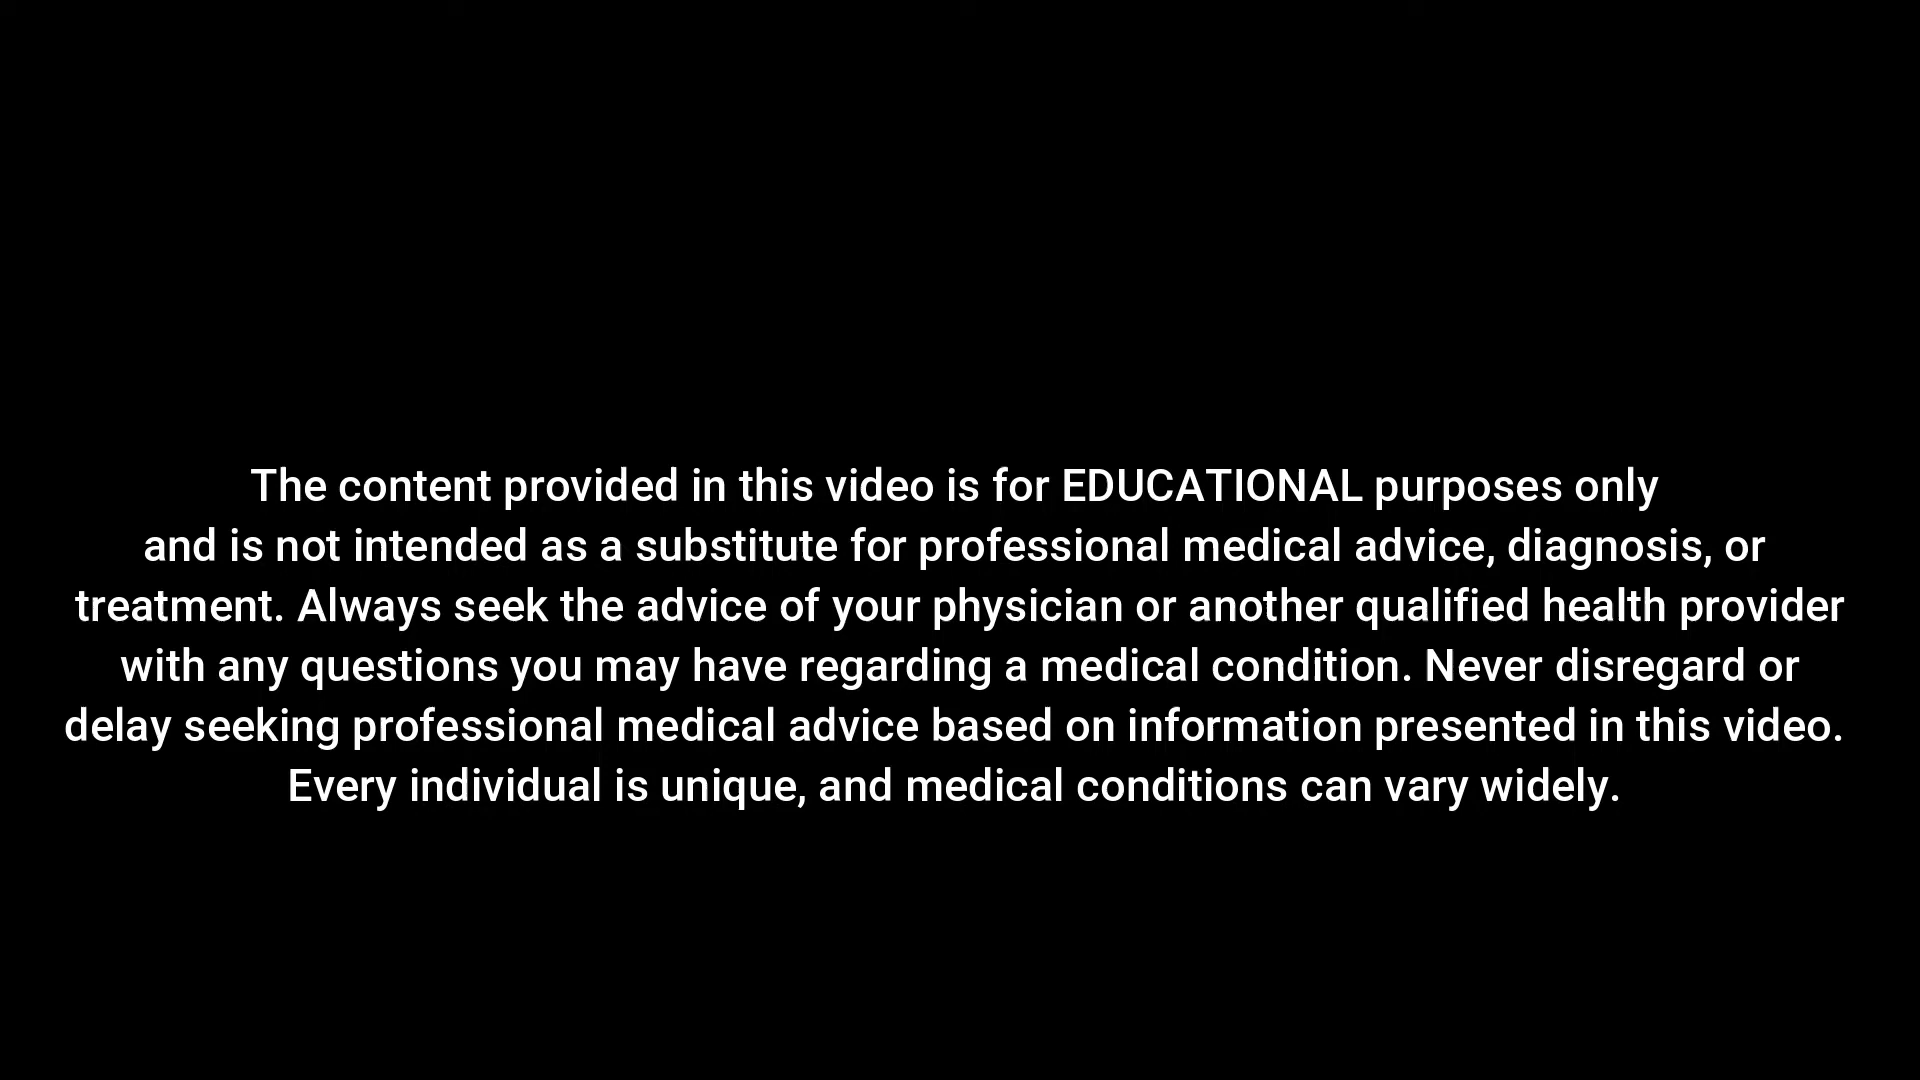 The content provided in this video is for EDUCATIONAL purposes only
and is not intended as a substitute for professional medical advice, diagnosis, or
treatment. Always seek the advice of your physician or another qualified health provider
with any questions you may have regarding a medical condition. Never disregard or
delay seeking professional medical advice based on information presented in this video.
Every individual is unique, and medical conditions can vary widely.